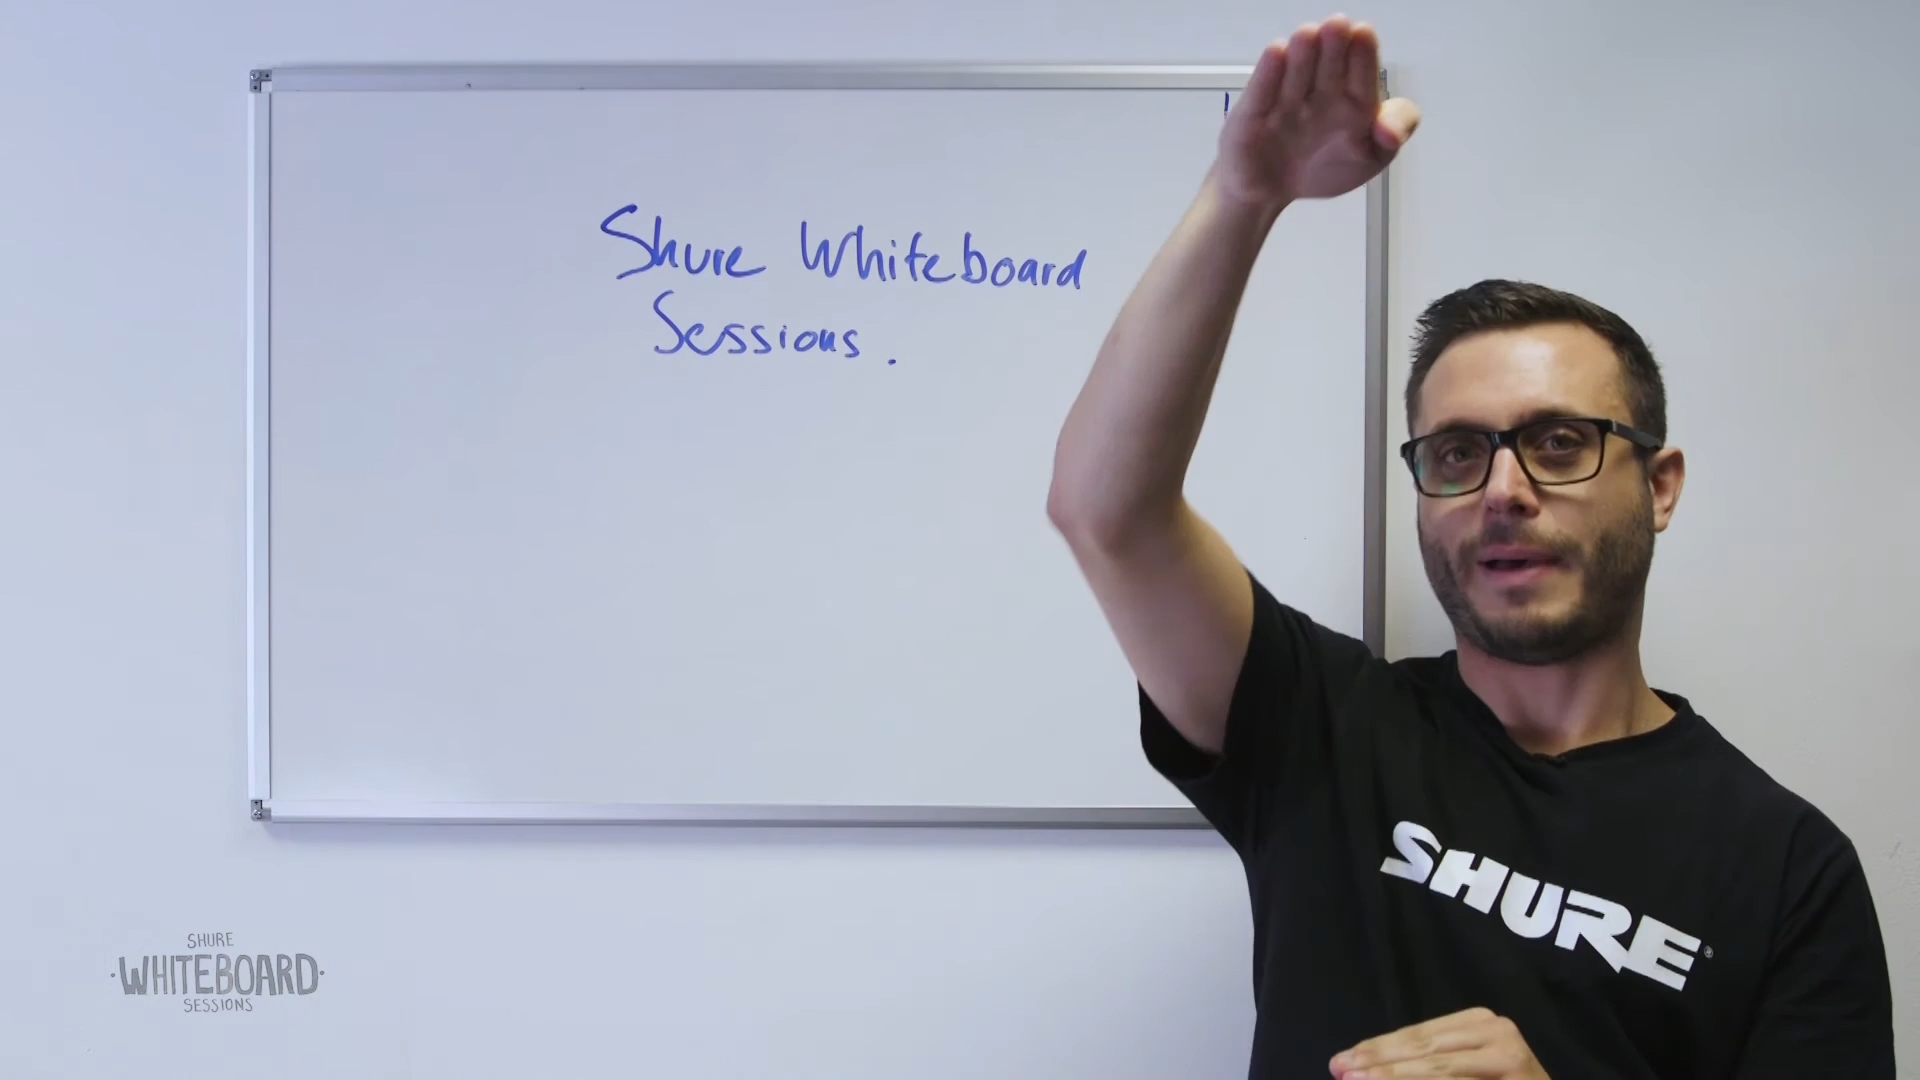 Shure Whiteboard
Sessions.
SHURE
SHURE
WHITEBOARD
SESSIONS